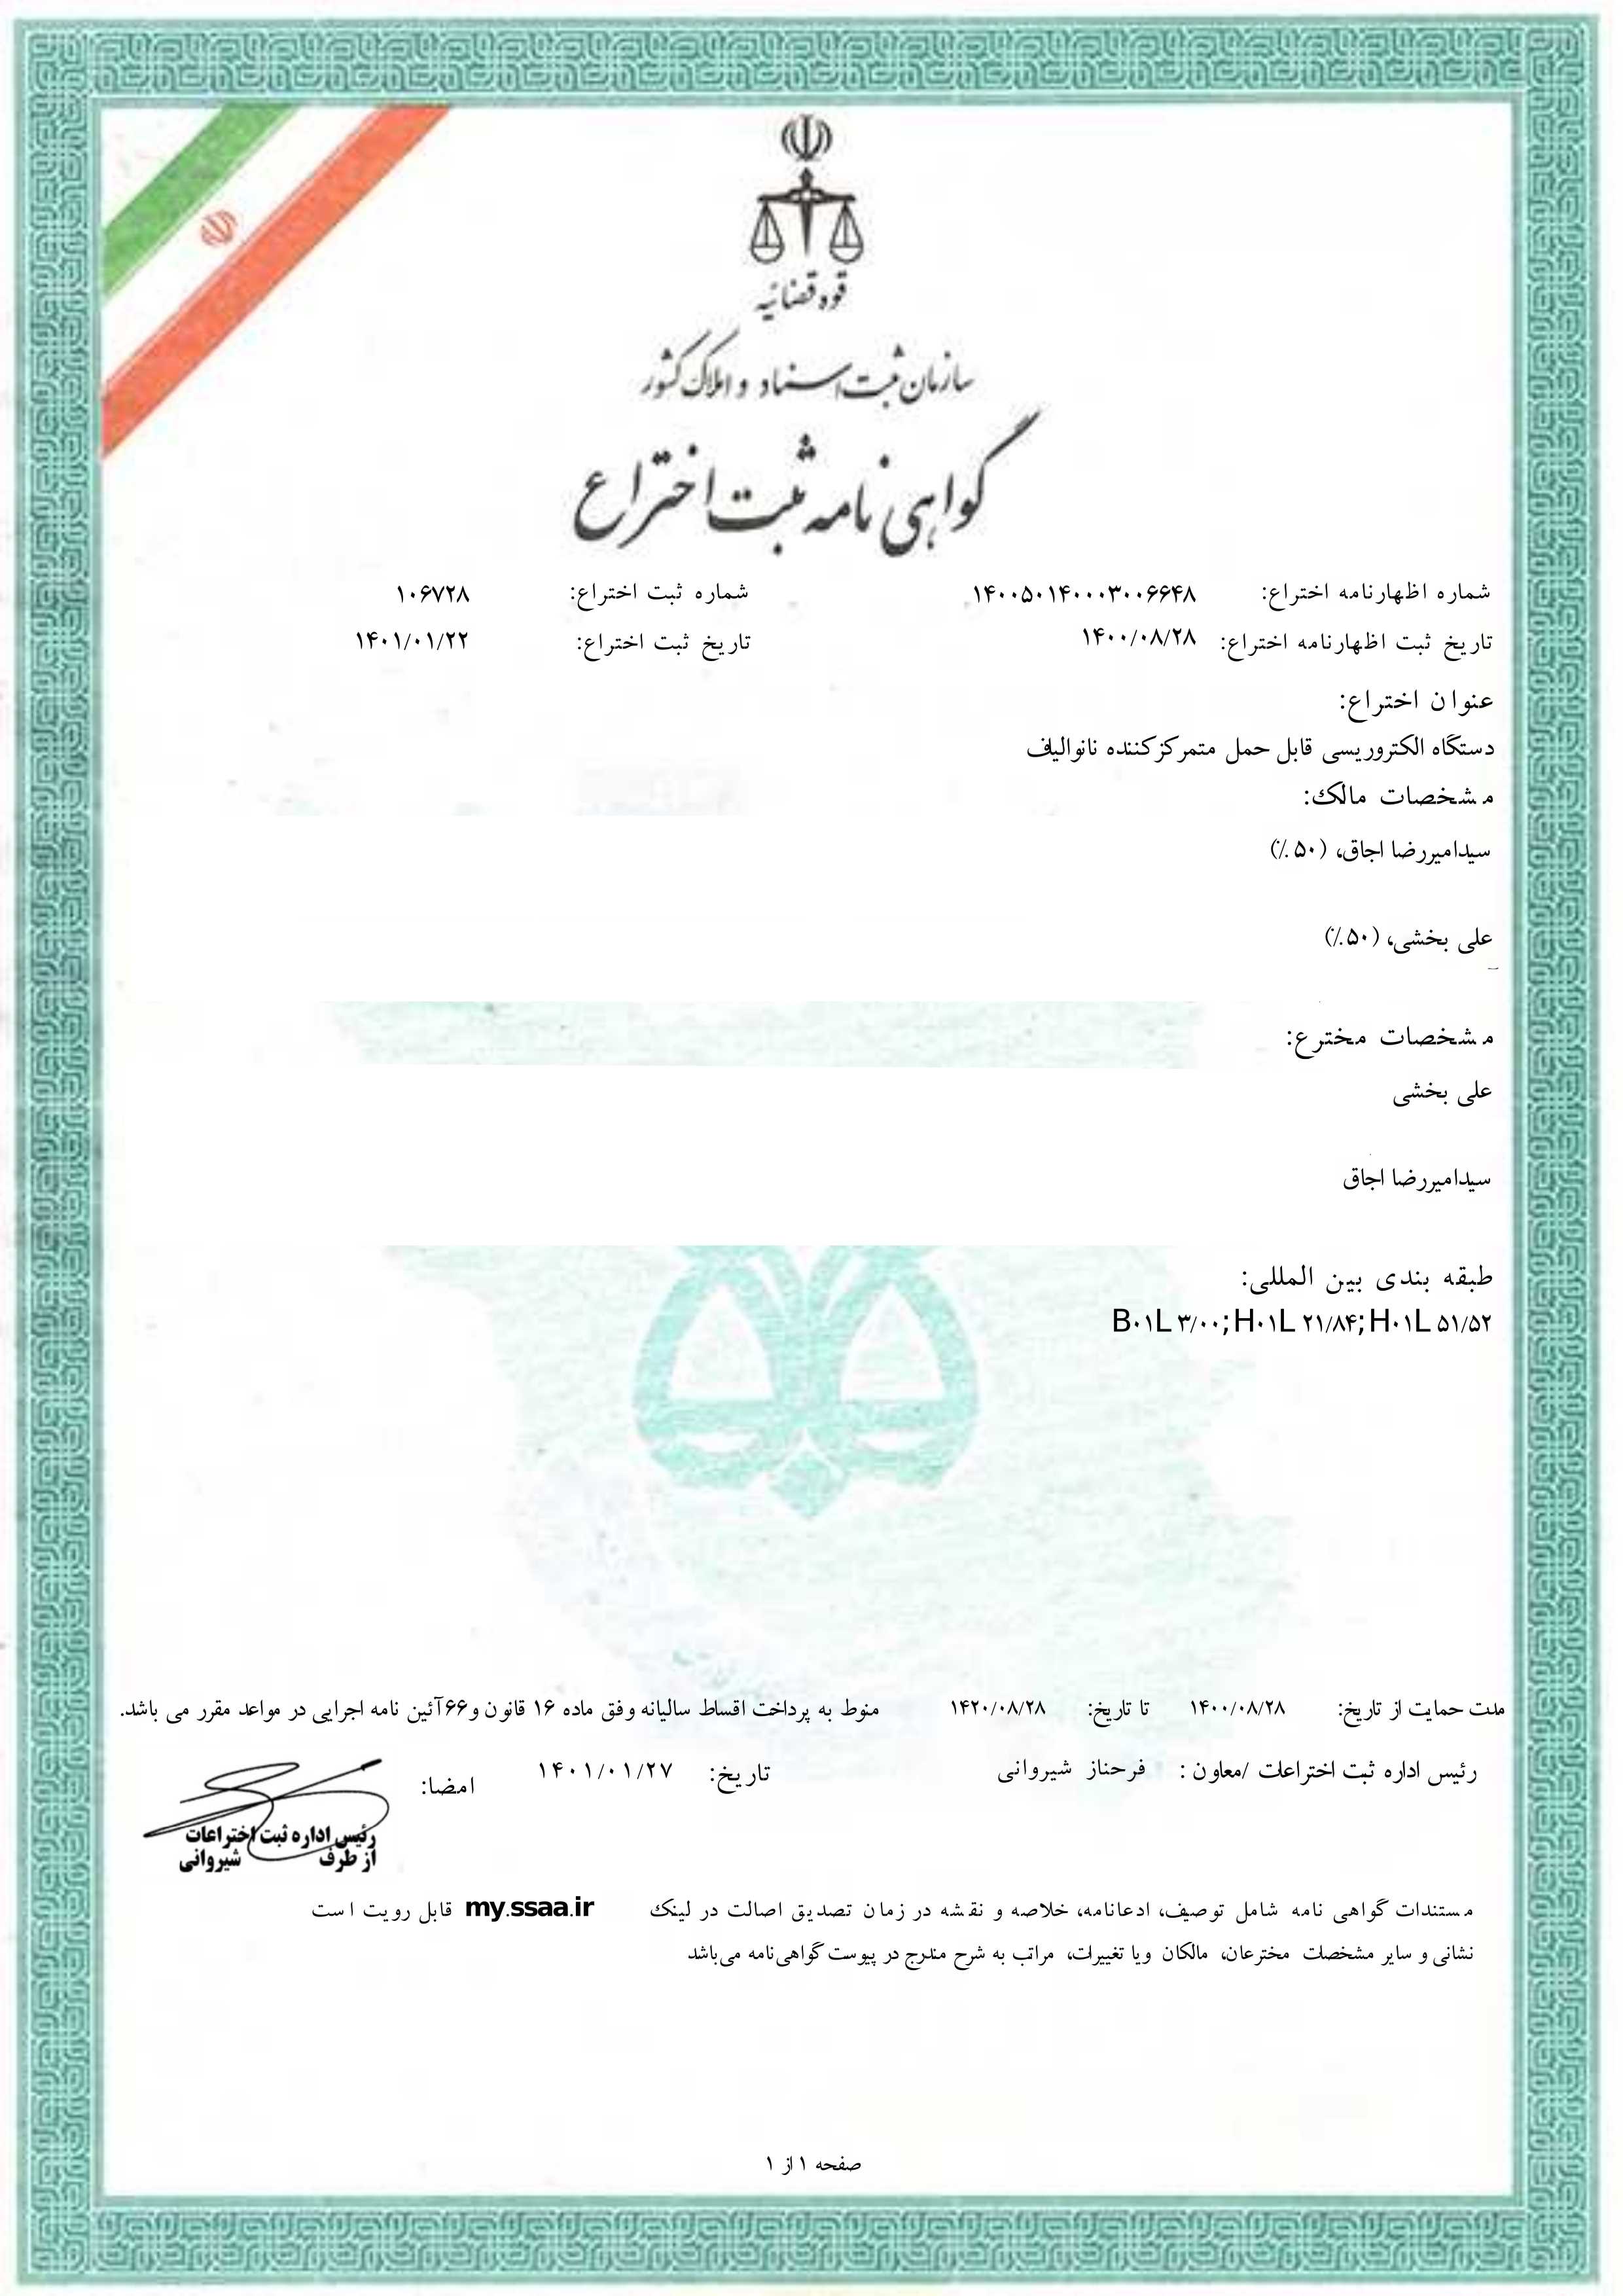 قوه قضائیه
سازمان ثبت اسناد و املاک کشور
گواهی نامه ثبت اختراع
شماره اظهارنامه اختراع: ۱۴۰۰۵۰۱۴۰۰۰۳۰۰۶۶۴۸ شماره ثبت اختراع: ۱۰۶۷۲۸
تاریخ ثبت اظهارنامه اختراع: ۱۴۰۰/۰۸/۲۸ تاریخ ثبت اختراع: ۱۴۰۱/۰۱/۲۲
عنوان اختراع:
دستگاه الکتروریسی قابل حمل متمرکزکننده نانوالیاف
مشخصات مالک:
سیدامیررضا اجاق، (۵۰٪)
علی بخشی، (۵۰٪)
مشخصات مخترع:
علی بخشی
سیدامیررضا اجاق
طبقه بندی بین المللی:
B۰۱L ۳/۰۰;H۰۱L ۲۱/۸۴;H۰۱L ۵۱/۵۲
مدت حمایت از تاریخ: ۱۴۰۰/۰۸/۲۸ تا تاریخ: ۱۴۲۰/۰۸/۲۸ منوط به پرداخت اقساط سالیانه وفق ماده ۱۶ قانون و۶۶آئین نامه اجرایی در مواعد مقرر می باشد.
رئیس اداره ثبت اختراعات /معاون : فرحناز شیروانی تاریخ: ۱۴۰۱/۰۱/۲۷ امضا:
رئیس اداره ثبت اختراعات
از طرف شیروانی
مستندات گواهی نامه شامل توصیف، ادعانامه، خلاصه و نقشه در زمان تصدیق اصالت در لینک my.ssaa.ir قابل رویت است
نشانی و سایر مشخصات مخترعان، مالکان ویا تغییرات، مراتب به شرح مندرج در پیوست گواهی‌نامه می‌باشد
صفحه ۱ از ۱